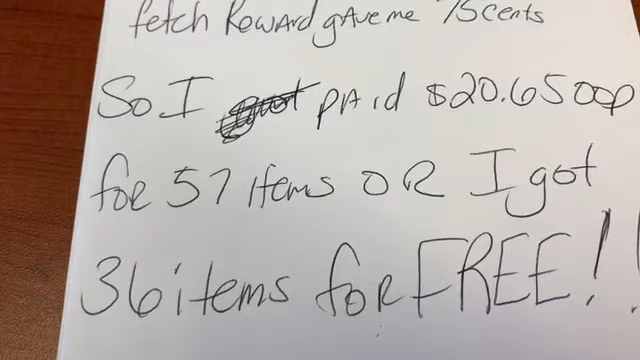 fetch Reward gave me 75cents
So I paid $20.65 OOP
for 57 items OR I got
36 items for FREE!!